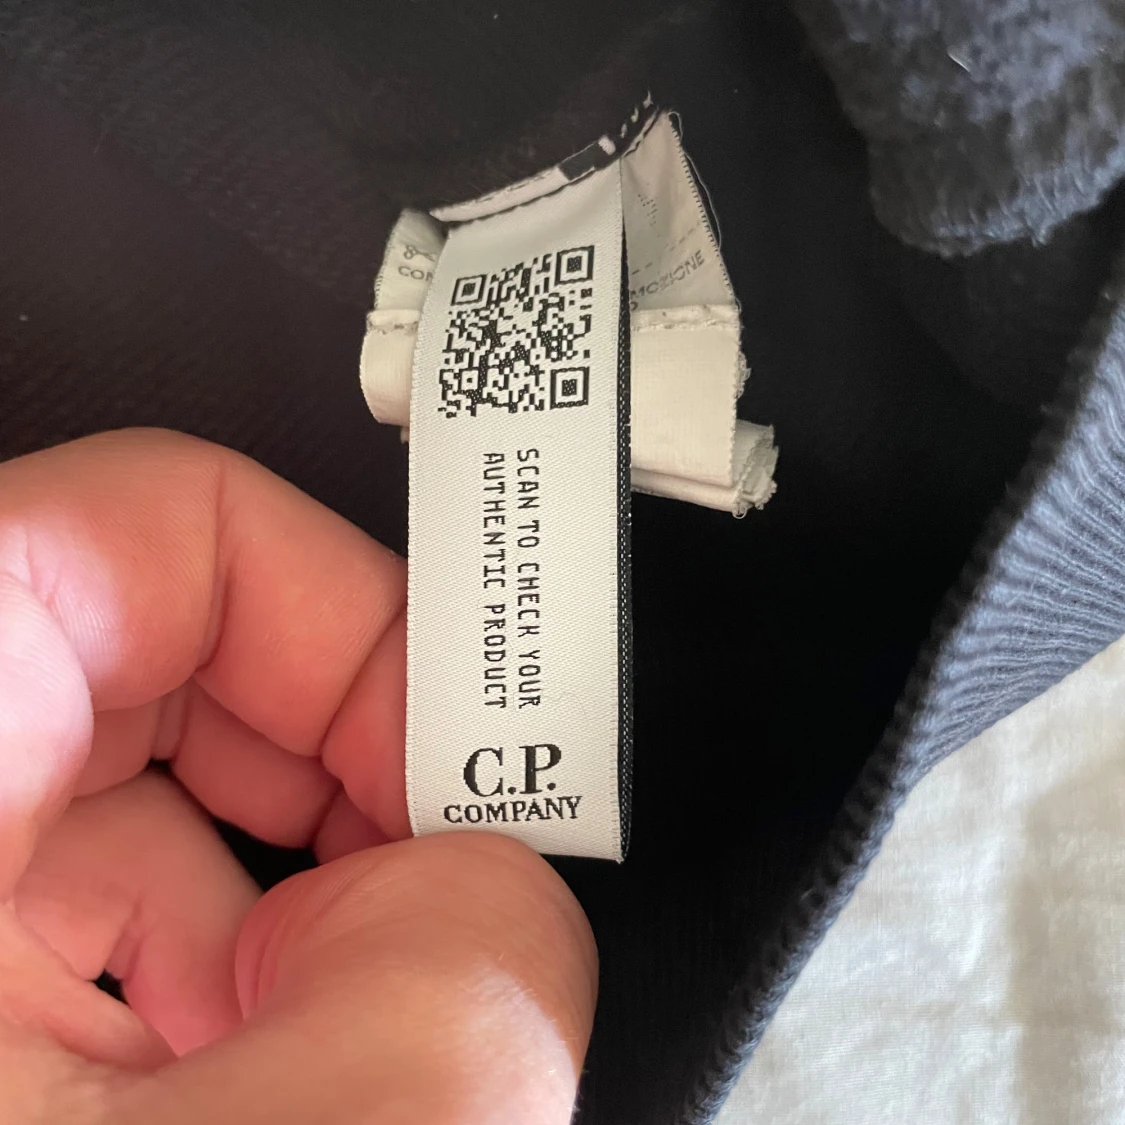 SCAN TO CHECK YOUR
AUTHENTIC PRODUCT
C.P.
COMPANY